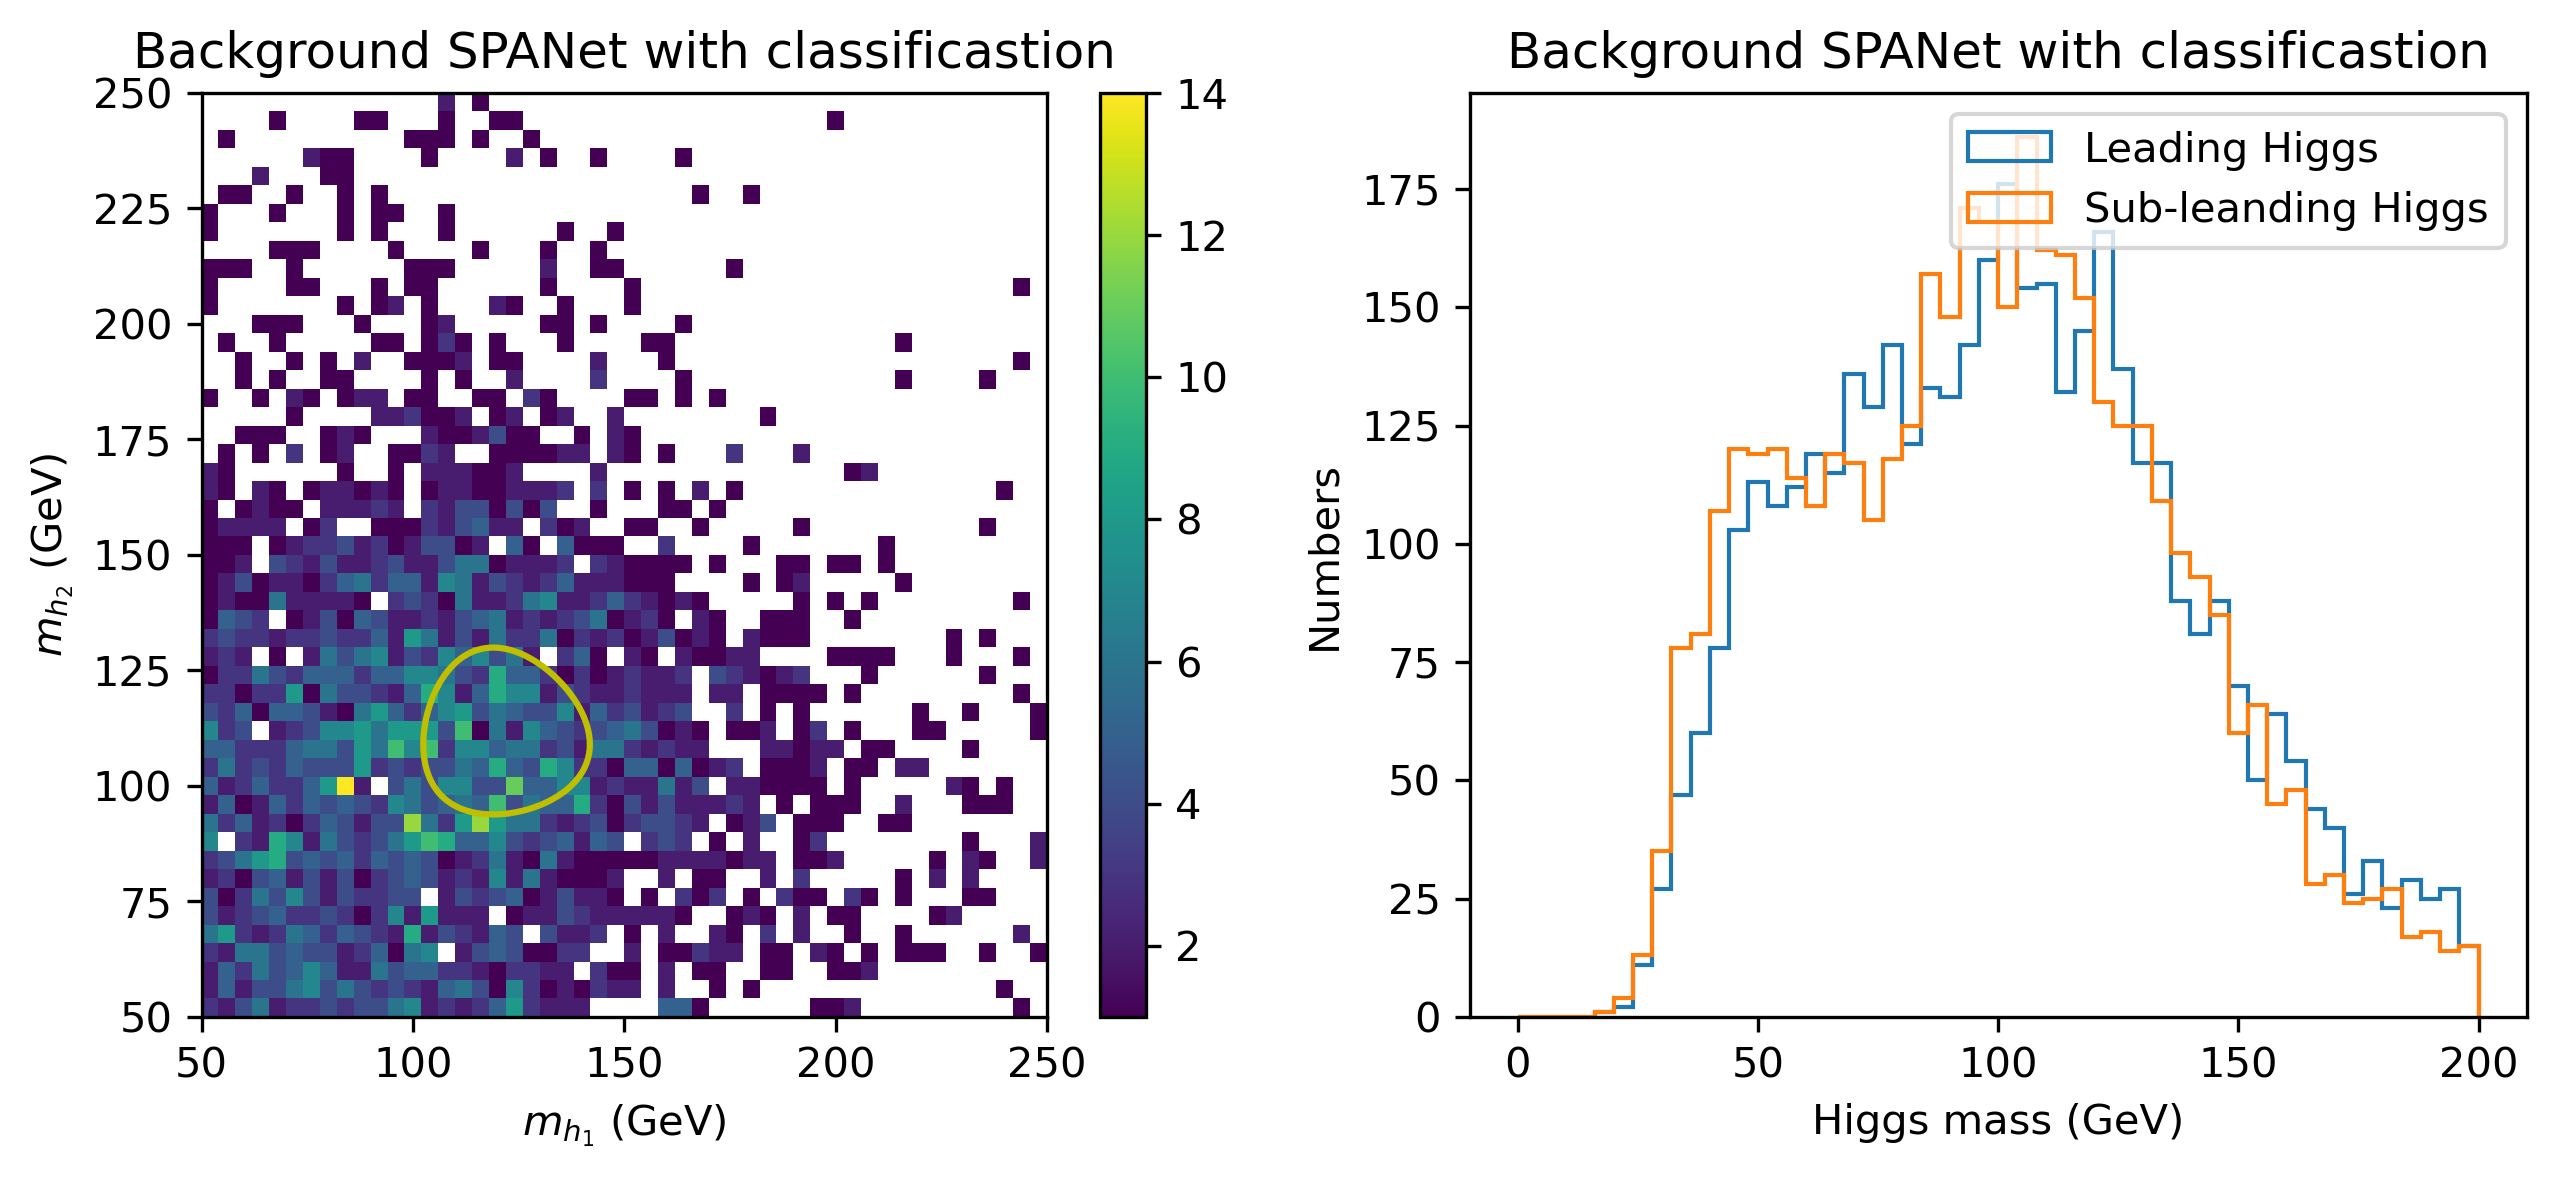 Background SPANet with classificastion
250
225
200
175
150
125
100
75
50
m_{h_2} (GeV)
50 100 150 200 250
m_{h_1} (GeV)
14
12
10
8
6
4
2
Background SPANet with classificastion
Leading Higgs
Sub-leanding Higgs
175
150
125
100
75
50
25
0
Numbers
0 50 100 150 200
Higgs mass (GeV)